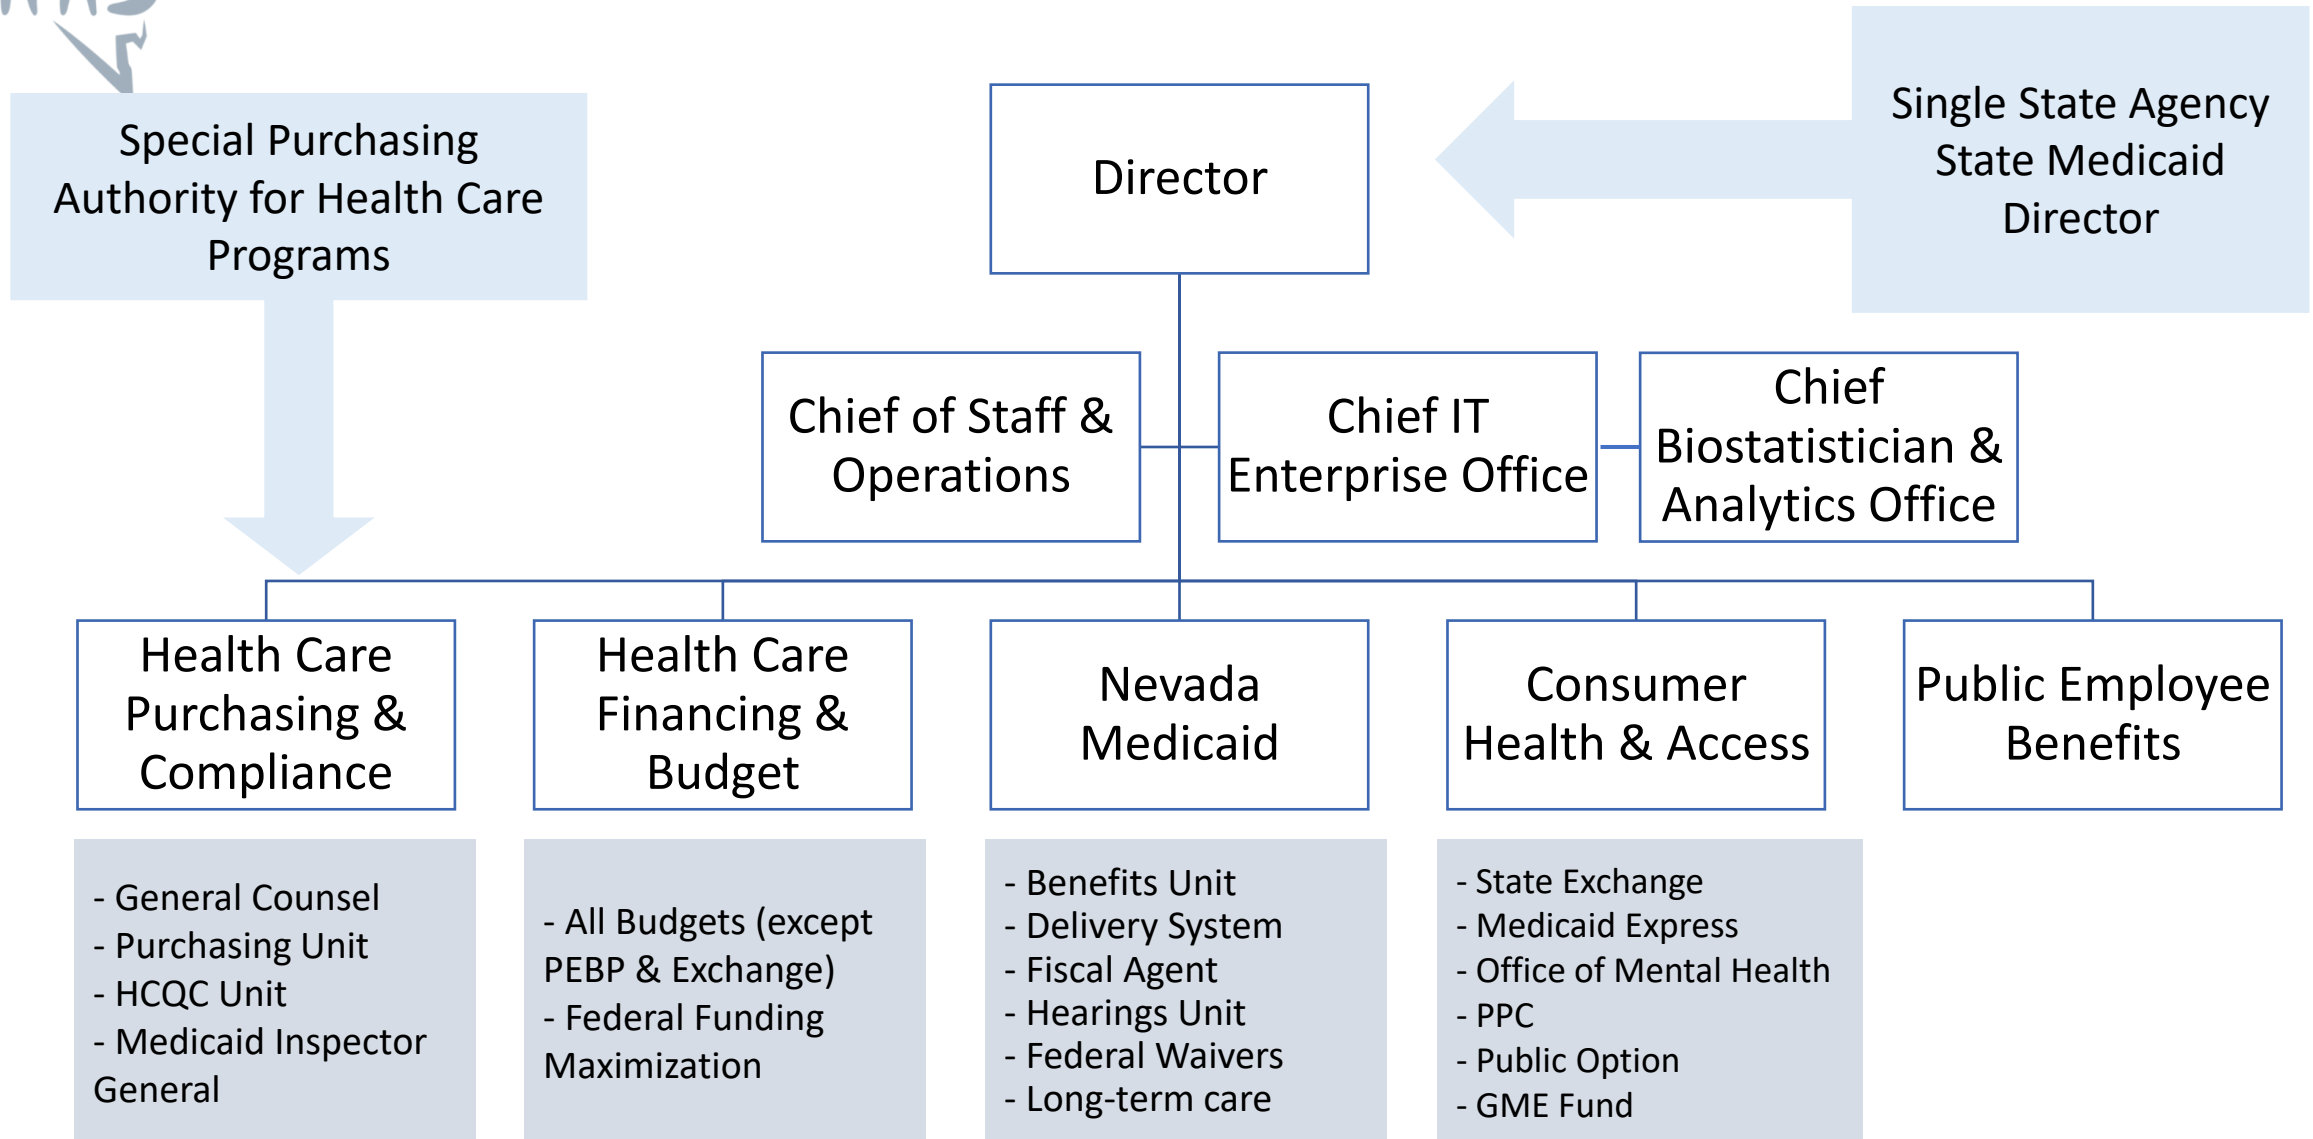 Special Purchasing
Authority for Health Care
Programs
Director
Single State Agency
State Medicaid
Director
Chief of Staff &
Operations
Chief IT
Enterprise Office
Chief
Biostatistician &
Analytics Office
Health Care
Purchasing &
Compliance
Health Care
Financing &
Budget
Nevada
Medicaid
Consumer
Health & Access
Public Employee
Benefits
- General Counsel
- Purchasing Unit
- HCQC Unit
- Medicaid Inspector
General
- All Budgets (except
PEBP & Exchange)
- Federal Funding
Maximization
- Benefits Unit
- Delivery System
- Fiscal Agent
- Hearings Unit
- Federal Waivers
- Long-term care
- State Exchange
- Medicaid Express
- Office of Mental Health
- PPC
- Public Option
- GME Fund